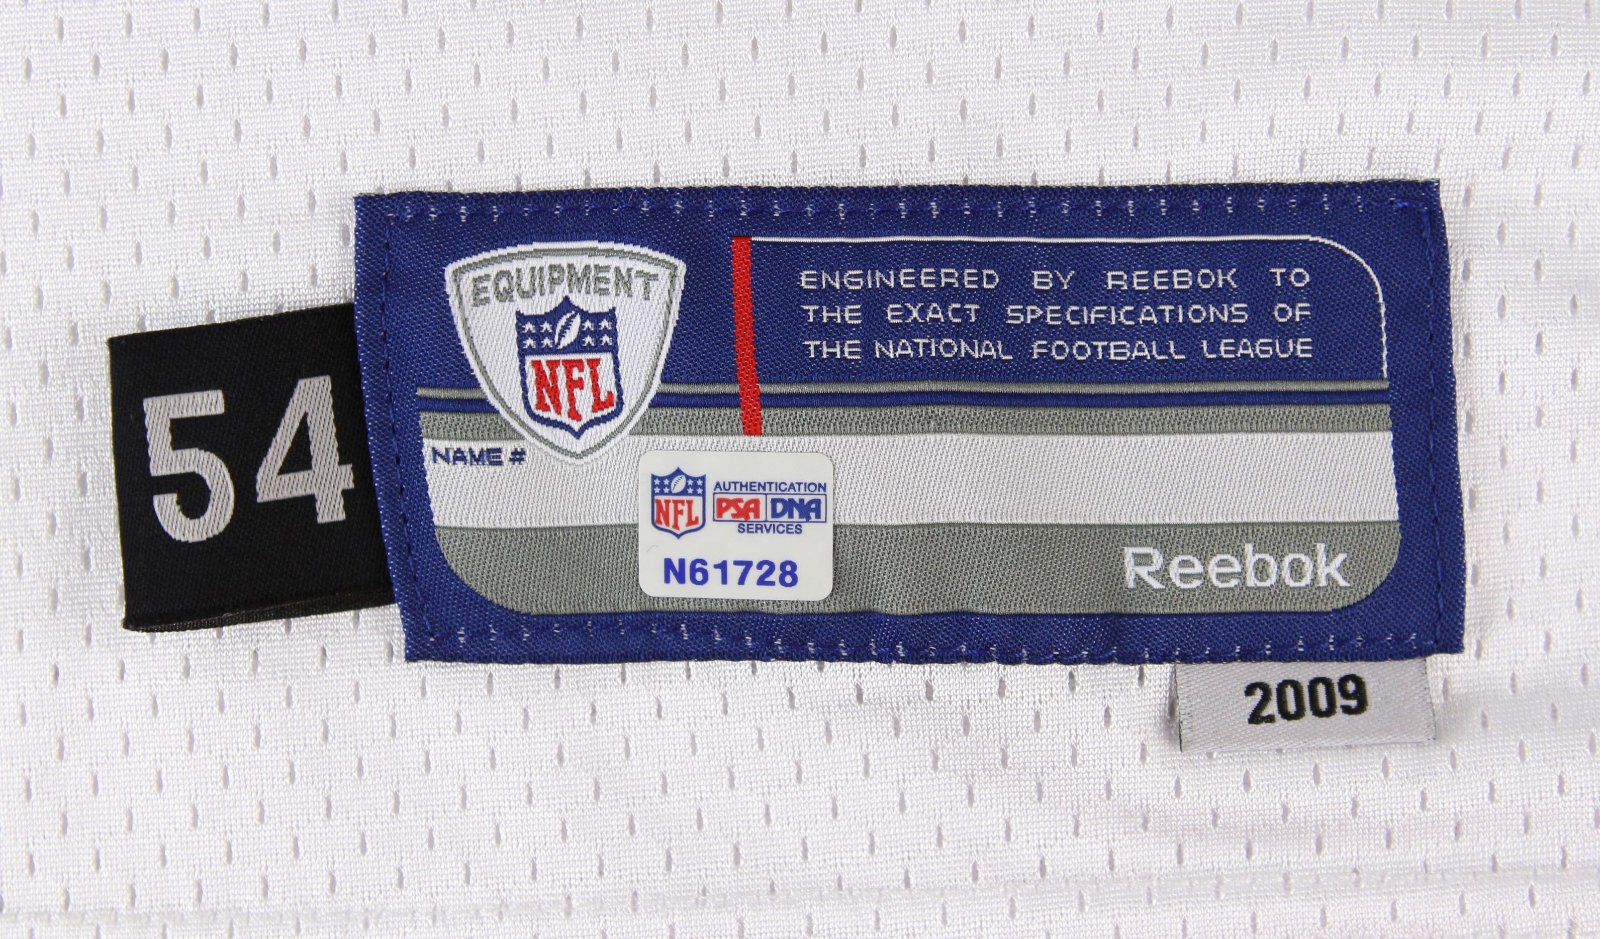 54
EQUIPMENT
NFL
ENGINEERED BY REEBOK TO
THE EXACT SPECIFICATIONS OF
THE NATIONAL FOOTBALL LEAGUE
NAME #
NFL
AUTHENTICATION
PSA DNA
SERVICES
N61728
Reebok
2009